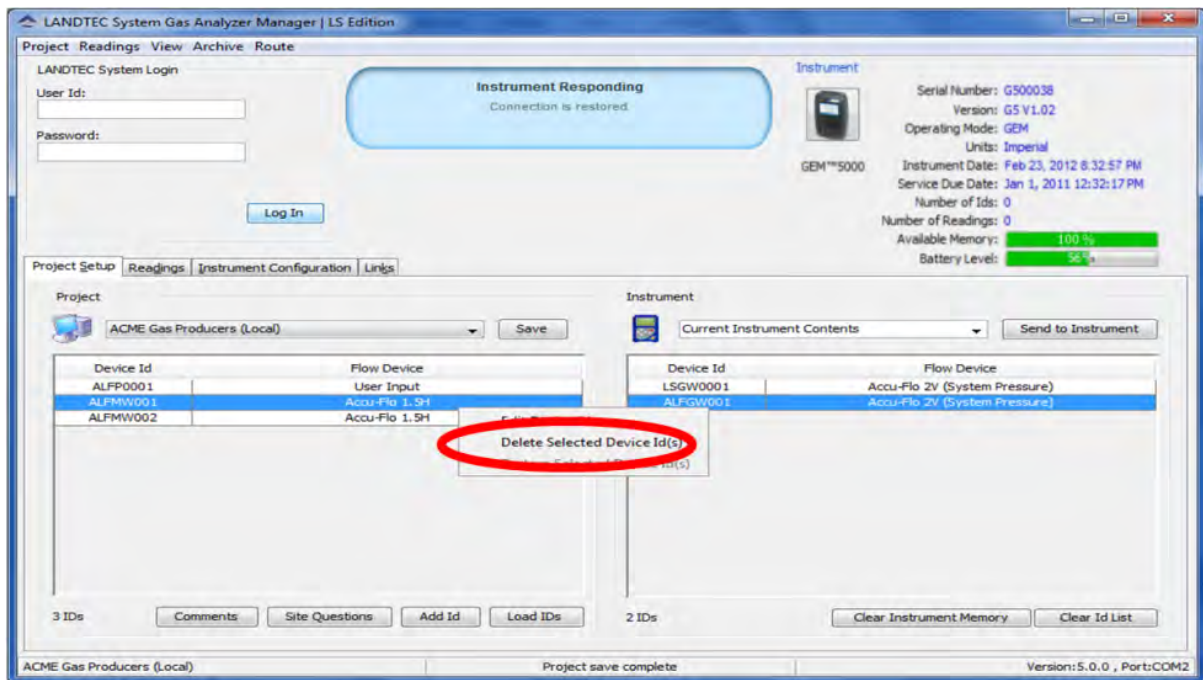 LANDTEC System Gas Analyzer Manager | LS Edition
Project Readings View Archive Route
LANDTEC System Login
User Id:
Password:
Log In
Instrument Responding
Connection is restored
Instrument
GEM™5000
Serial Number: G500038
Version: G5 V1.02
Operating Mode: GEM
Units: Imperial
Instrument Date: Feb 23, 2012 8:32:57 PM
Service Due Date: Jan 1, 2011 12:32:17 PM
Number of Ids: 0
Number of Readings: 0
Available Memory: 100 %
Battery Level: 56%
Project Setup Readings Instrument Configuration Links
Project
ACME Gas Producers (Local) Save
Device Id Flow Device
ALFP0001 User Input
ALFMW001 Accu-Flo 1.5H
ALFMW002 Accu-Flo 1.5H
Delete Selected Device Id(s)
3 IDs Comments Site Questions Add Id Load IDs
Instrument
Current Instrument Contents Send to Instrument
Device Id Flow Device
LSGW0001 Accu-Flo 2V (System Pressure)
ALFGW001 Accu-Flo 2V (System Pressure)
2 IDs Clear Instrument Memory Clear Id List
ACME Gas Producers (Local) Project save complete Version:5.0.0 , Port:COM2